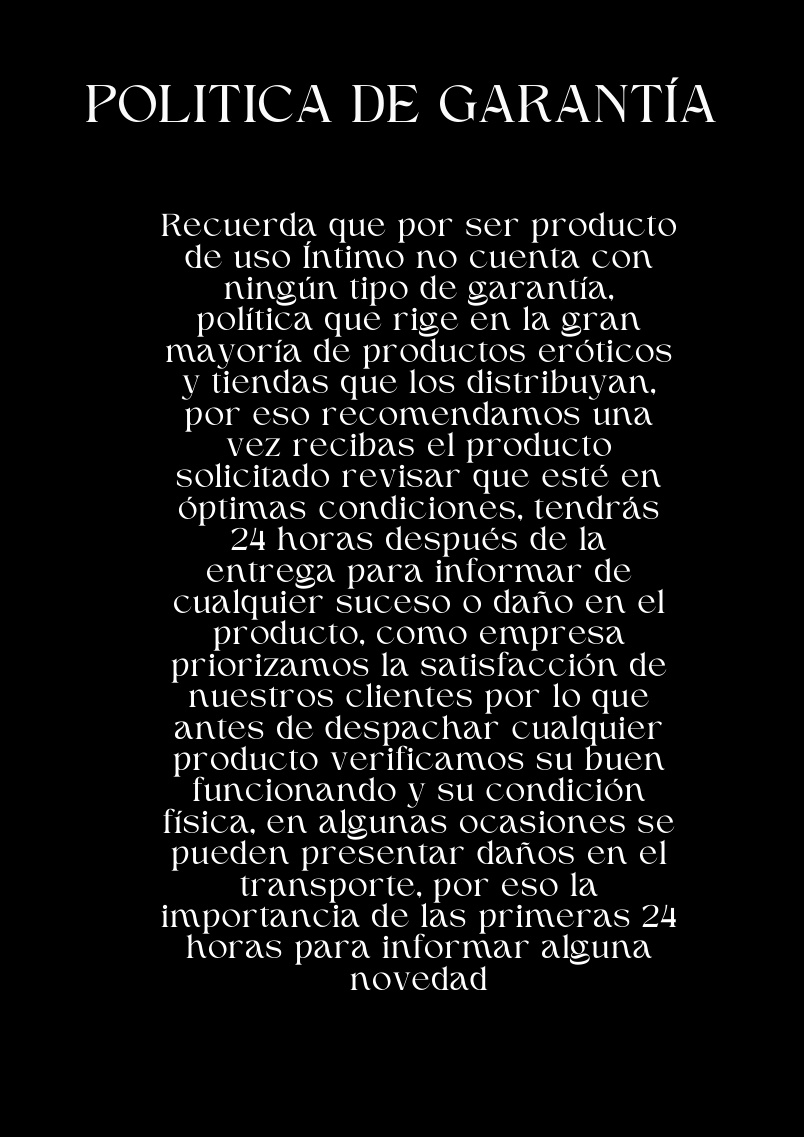 POLITICA DE GARANTÍA
Recuerda que por ser producto
de uso Íntimo no cuenta con
ningún tipo de garantía,
política que rige en la gran
mayoría de productos eróticos
y tiendas que los distribuyan,
por eso recomendamos una
vez recibas el producto
solicitado revisar que esté en
óptimas condiciones, tendrás
24 horas después de la
entrega para informar de
cualquier suceso o daño en el
producto, como empresa
priorizamos la satisfacción de
nuestros clientes por lo que
antes de despachar cualquier
producto verificamos su buen
funcionando y su condición
física, en algunas ocasiones se
pueden presentar daños en el
transporte, por eso la
importancia de las primeras 24
horas para informar alguna
novedad